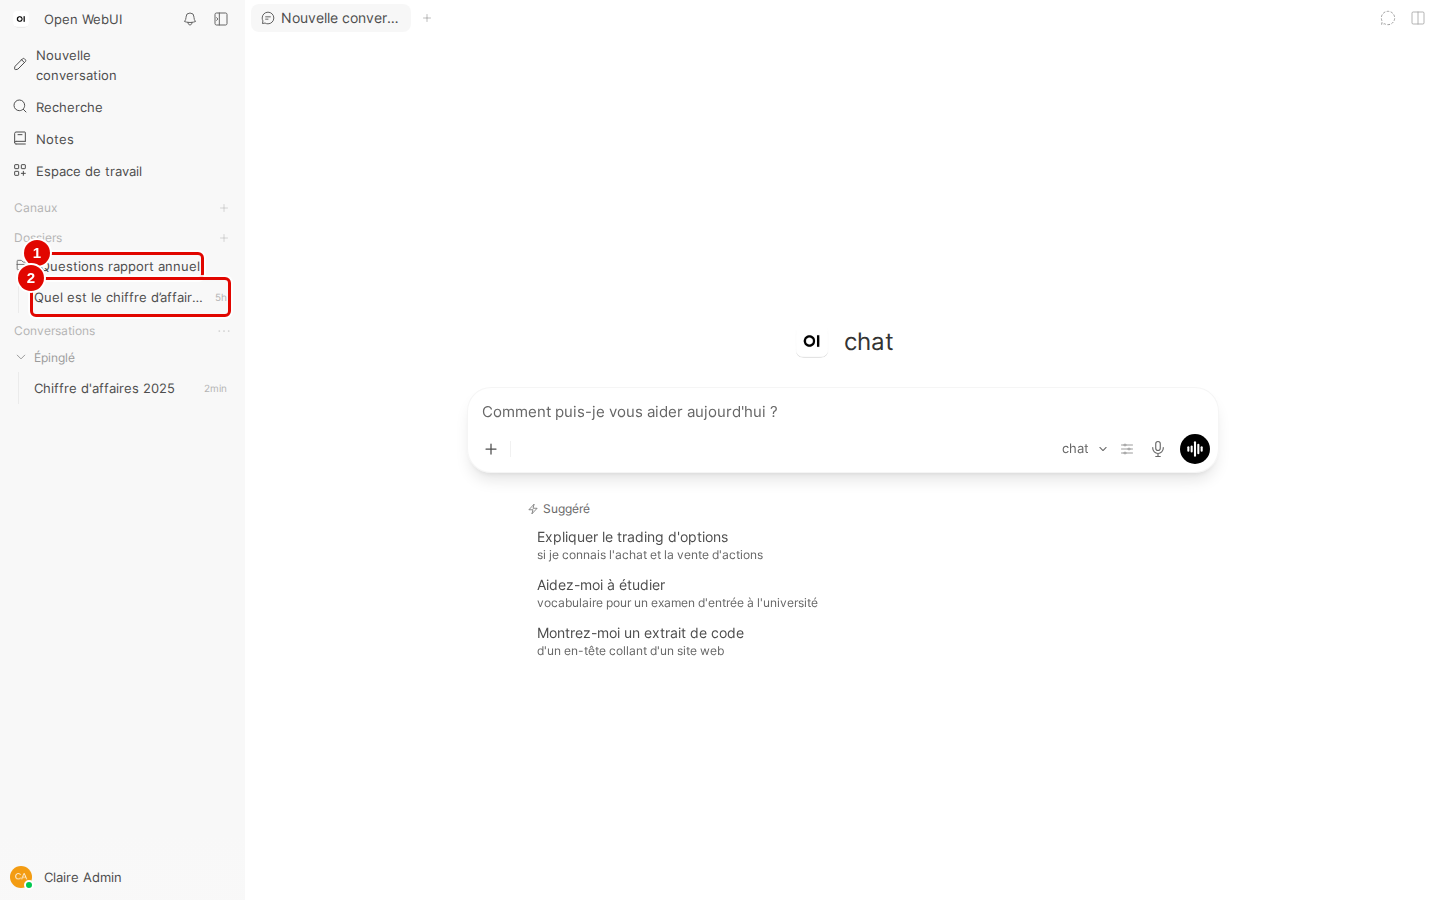 OI Open WebUI
Nouvelle conver...
Nouvelle
conversation
Recherche
Notes
Espace de travail
Canaux
Dossiers
1
Questions rapport annuel
2
Quel est le chiffre d’affair... 5h
Conversations
Épinglé
Chiffre d'affaires 2025 2min
CA Claire Admin
OI chat
Comment puis-je vous aider aujourd'hui ?
chat
Suggéré
Expliquer le trading d'options
si je connais l'achat et la vente d'actions
Aidez-moi à étudier
vocabulaire pour un examen d'entrée à l'université
Montrez-moi un extrait de code
d'un en-tête collant d'un site web